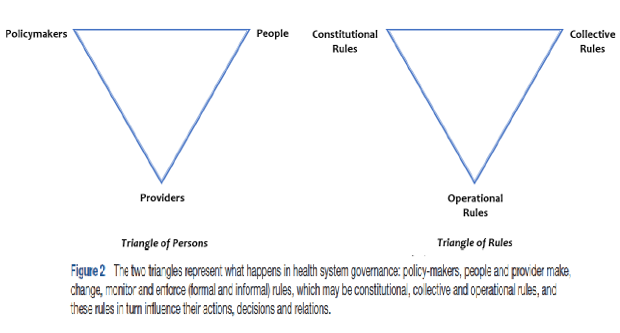 Policymakers People Constitutional Collective
Rules Rules
Providers Operational
Rules
Triangle of Persons Triangle of Rules
Figure 2 The two triangles represent what happens in health system governance: policy-makers, people and provider make,
change, monitor and enforce (formal and informal) rules, which may be constitutional, collective and operational rules, and
these rules in turn influence their actions, decisions and relations.